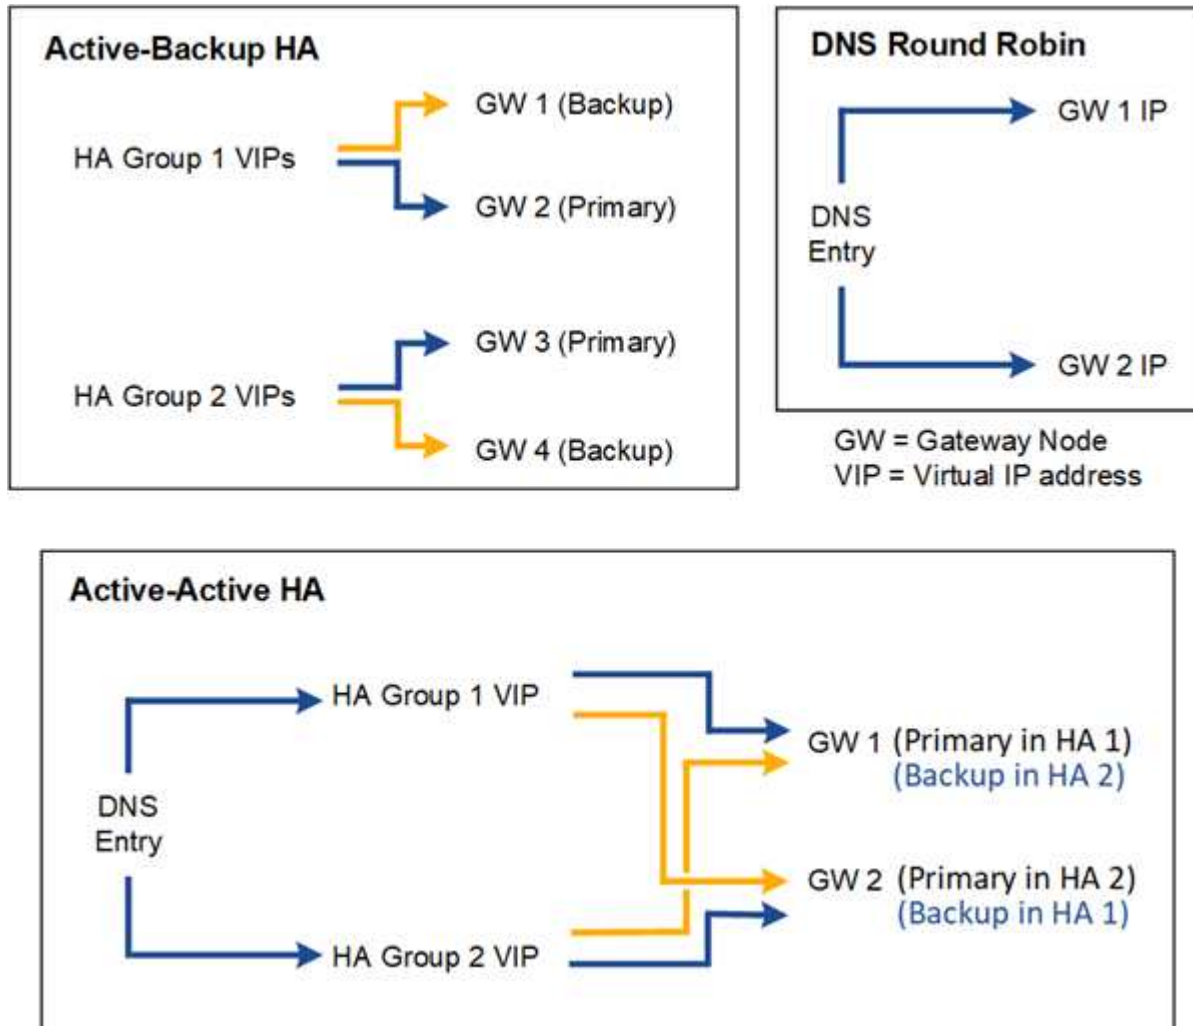 Active-Backup HA
HA Group 1 VIPs
GW 1 (Backup)
GW 2 (Primary)
HA Group 2 VIPs
GW 3 (Primary)
GW 4 (Backup)
DNS Round Robin
DNS
Entry
GW 1 IP
GW 2 IP
GW = Gateway Node
VIP = Virtual IP address
Active-Active HA
DNS
Entry
HA Group 1 VIP
HA Group 2 VIP
GW 1 (Primary in HA 1)
(Backup in HA 2)
GW 2 (Primary in HA 2)
(Backup in HA 1)